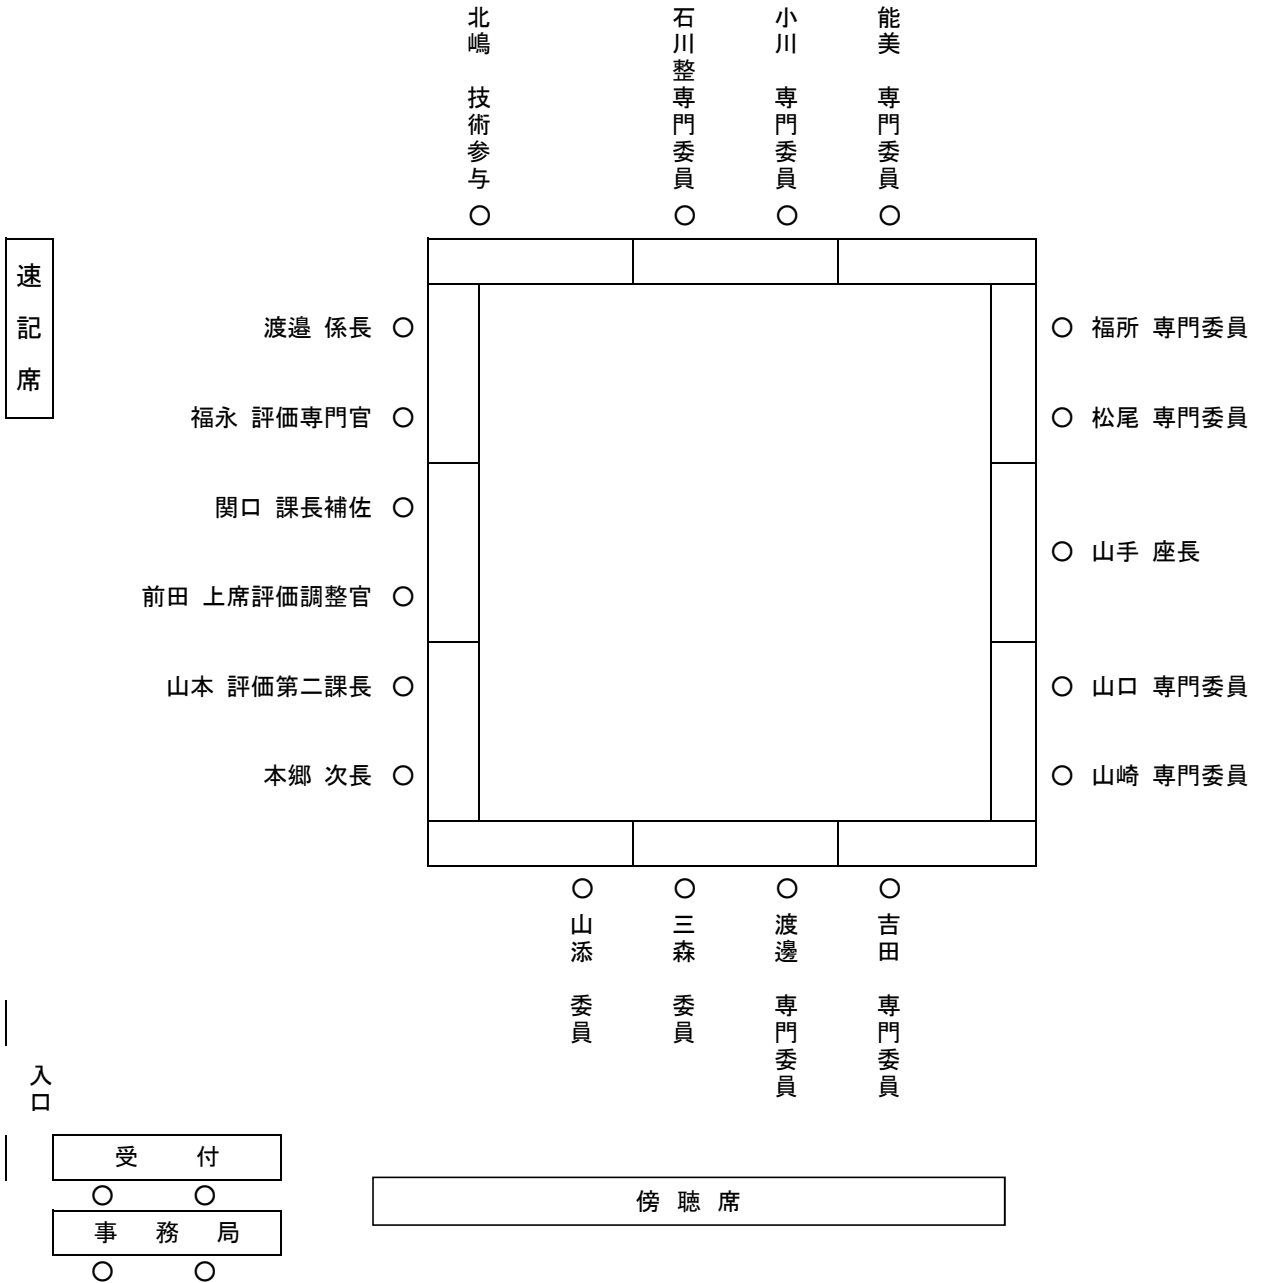 北嶋 技術参与
石川整専門委員
小川 専門委員
能美 専門委員
速記席
渡邉 係長
福所 専門委員
福永 評価専門官
松尾 専門委員
関口 課長補佐
山手 座長
前田 上席評価調整官
山本 評価第二課長
山口 専門委員
本郷 次長
山崎 専門委員
山添 委員
三森 委員
渡邊 専門委員
吉田 専門委員
入口
受 付
傍 聴 席
事 務 局